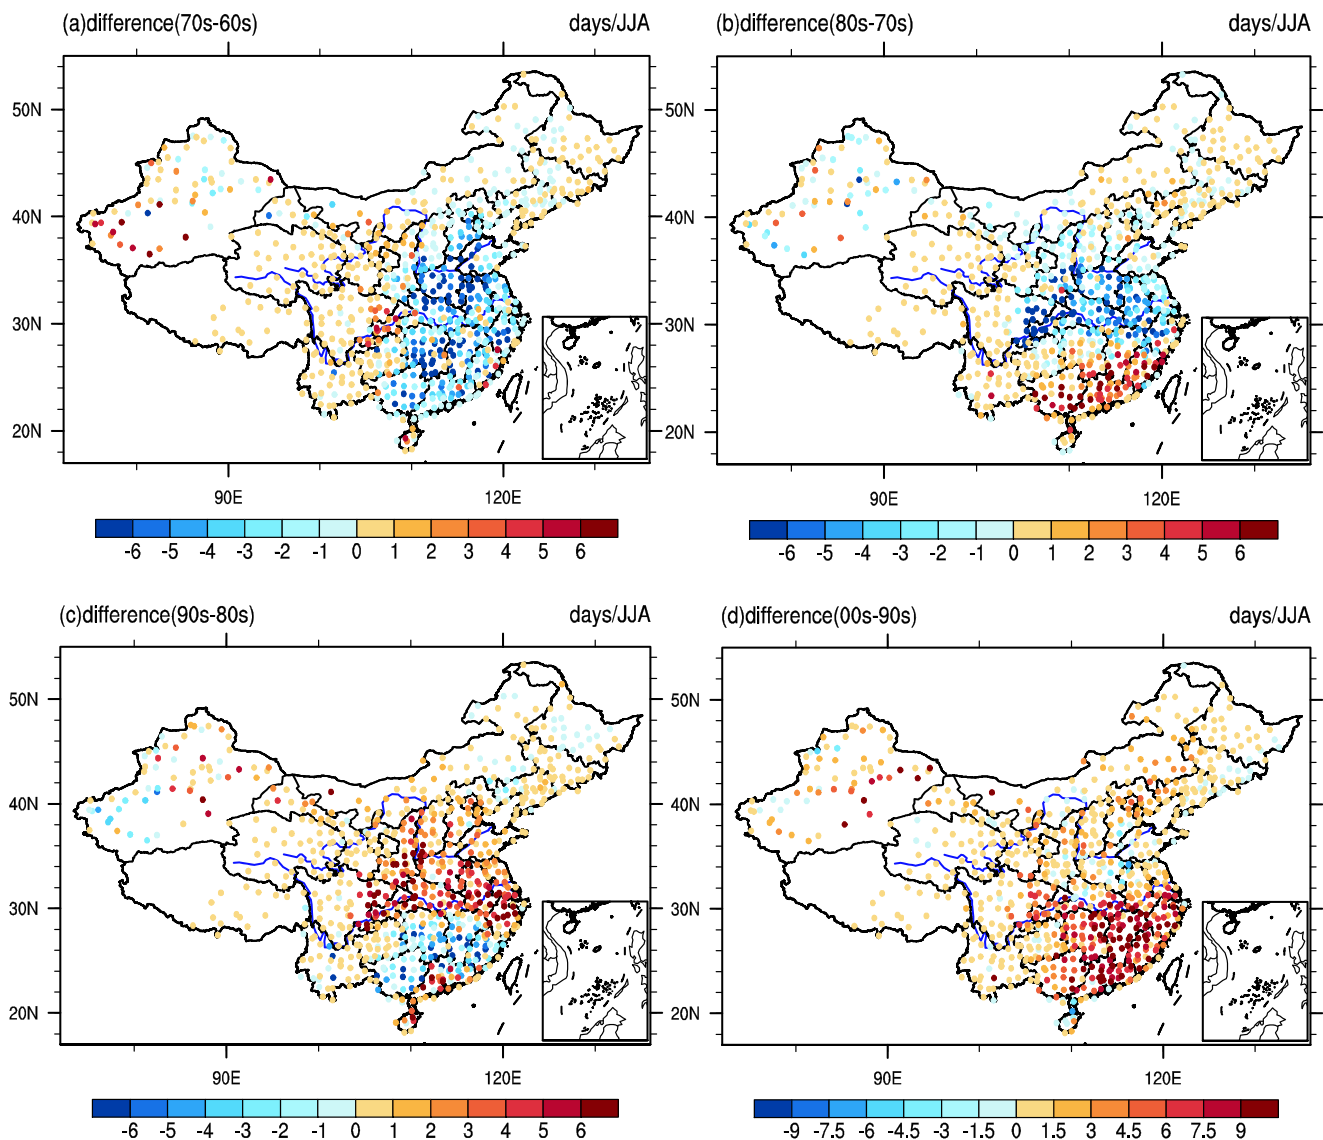 (a)difference(70s-60s) days/JJA
50N
40N
30N
20N
90E 120E
-6 -5 -4 -3 -2 -1 0 1 2 3 4 5 6
(b)difference(80s-70s) days/JJA
50N
40N
30N
20N
90E 120E
-6 -5 -4 -3 -2 -1 0 1 2 3 4 5 6
(c)difference(90s-80s) days/JJA
50N
40N
30N
20N
90E 120E
-6 -5 -4 -3 -2 -1 0 1 2 3 4 5 6
(d)difference(00s-90s) days/JJA
50N
40N
30N
20N
90E 120E
-9 -7.5 -6 -4.5 -3 -1.5 0 1.5 3 4.5 6 7.5 9